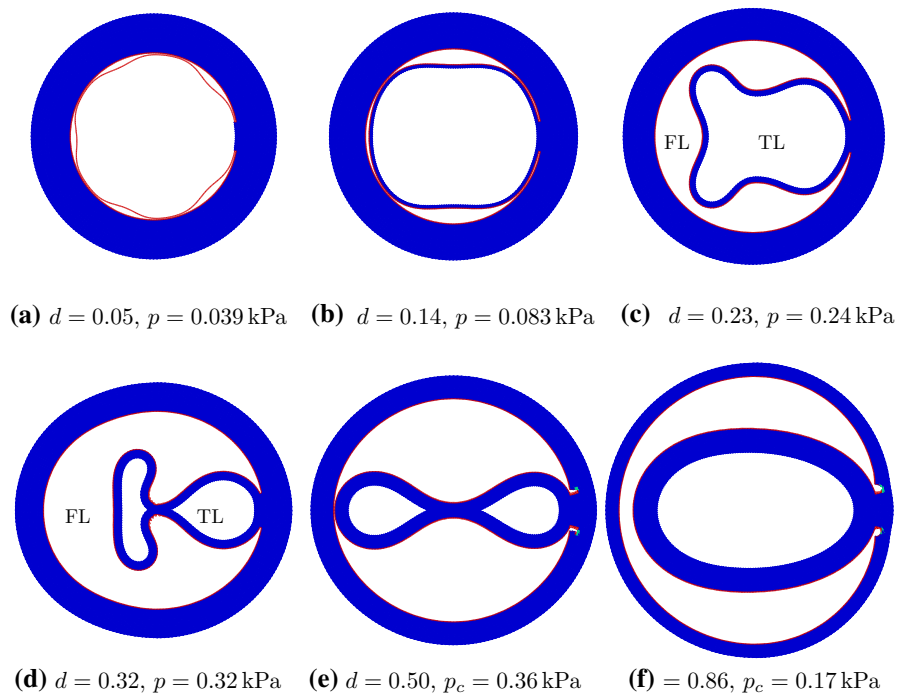 FL TL
(a) d = 0.05, p = 0.039 kPa
(b) d = 0.14, p = 0.083 kPa
(c) d = 0.23, p = 0.24 kPa
FL TL
(d) d = 0.32, p = 0.32 kPa
(e) d = 0.50, p_c = 0.36 kPa
(f) = 0.86, p_c = 0.17 kPa